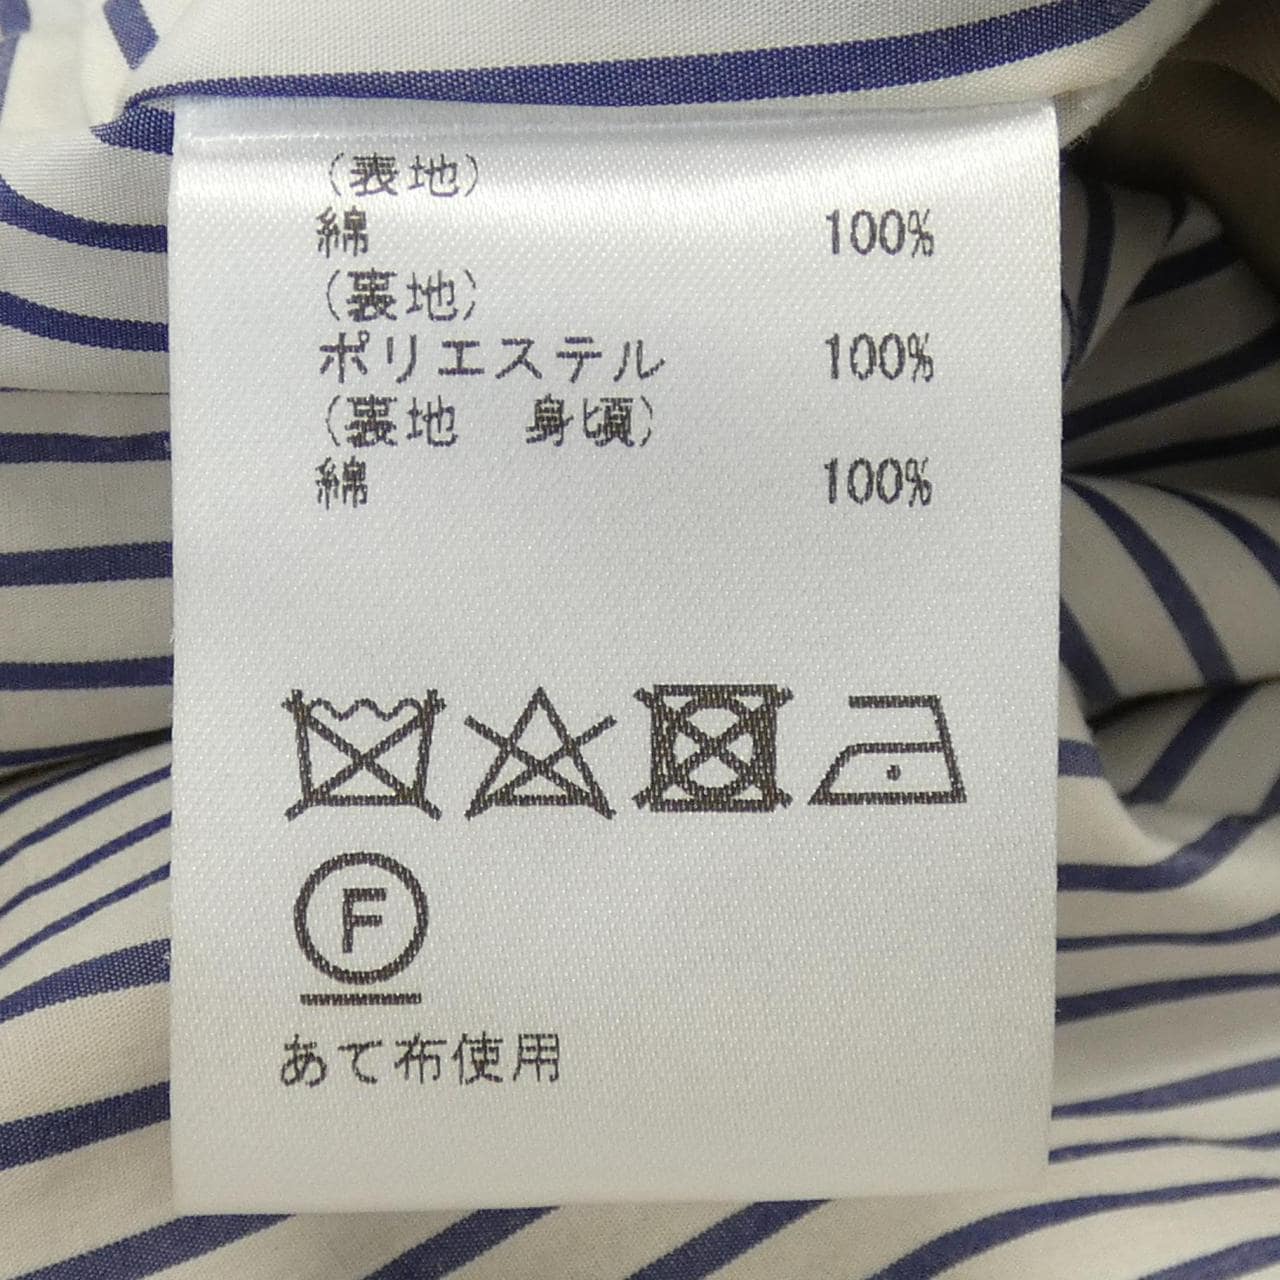 （表地）
綿 100%
（裏地）
ポリエステル 100%
（裏地 身頃）
綿 100%
F
あて布使用